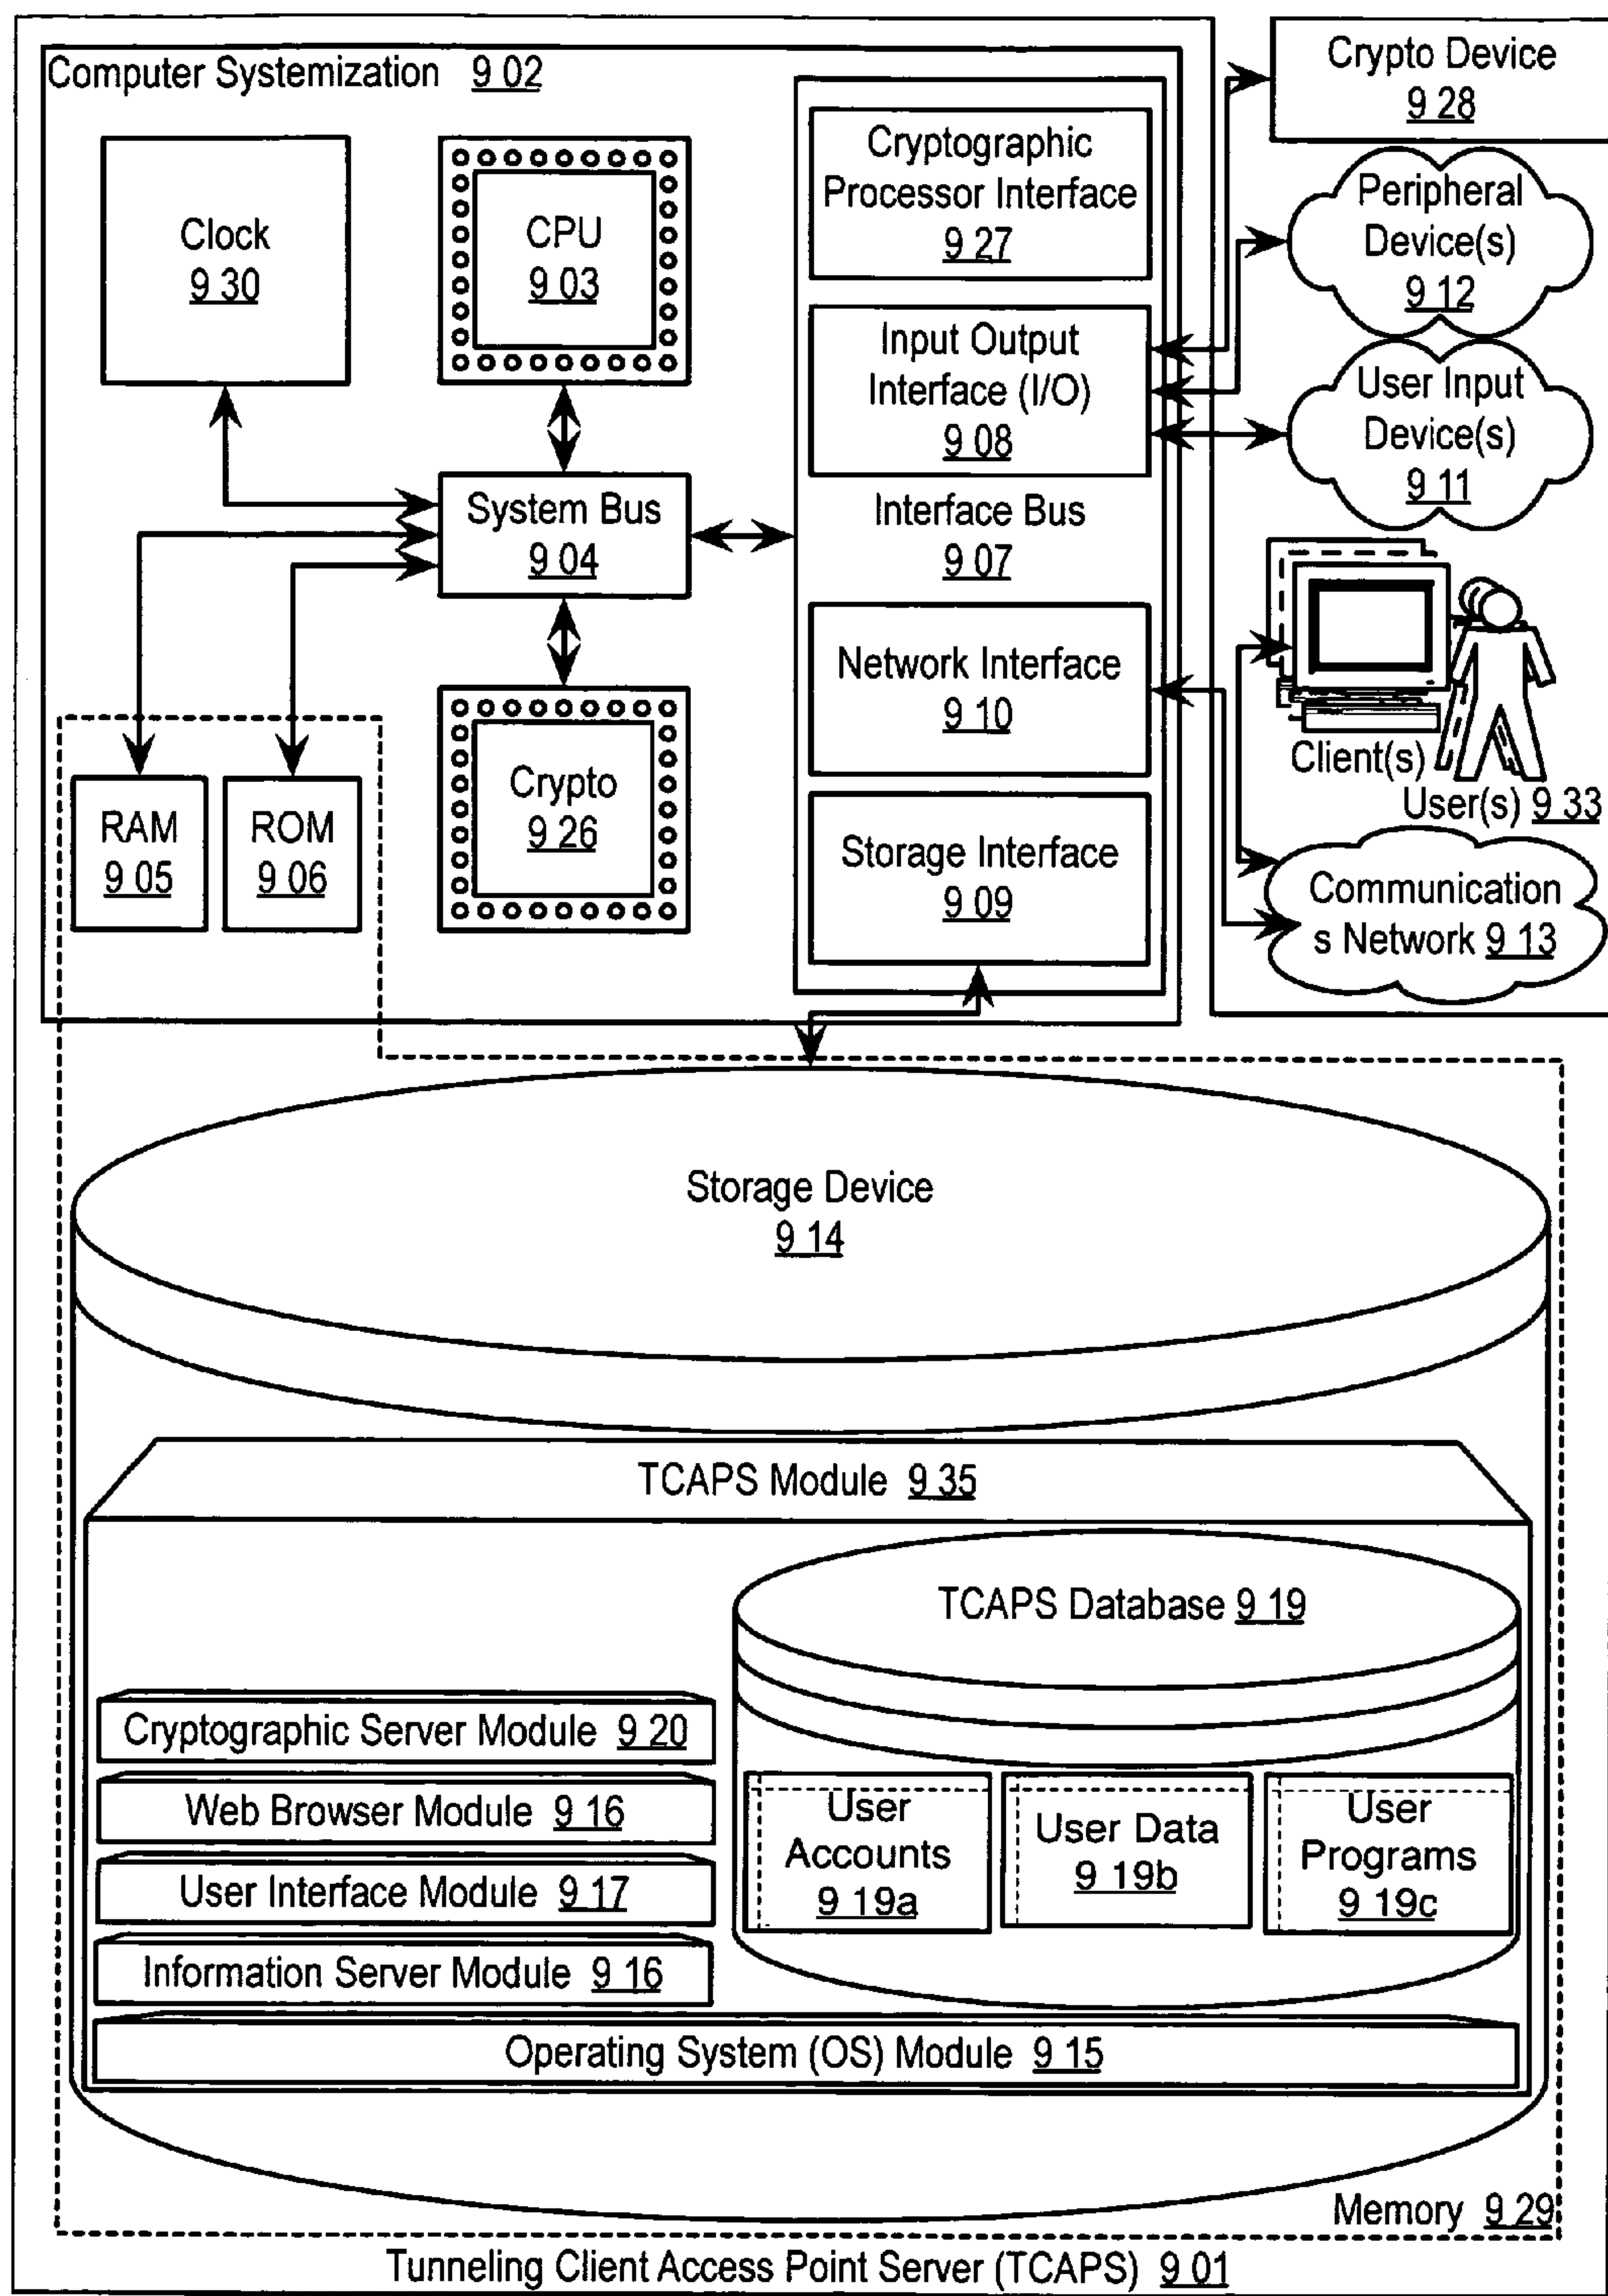 Computer Systemization 9 02
Clock
9 30
CPU
9 03
System Bus
9 04
Crypto
9 26
RAM
9 05
ROM
9 06
Cryptographic
Processor Interface
9 27
Input Output
Interface (I/O)
9 08
Interface Bus
9 07
Network Interface
9 10
Storage Interface
9 09
Crypto Device
9 28
Peripheral
Device(s)
9 12
User Input
Device(s)
9 11
Client(s)
User(s) 9 33
Communication
s Network 9 13
Storage Device
9 14
TCAPS Module 9 35
TCAPS Database 9 19
Cryptographic Server Module 9 20
Web Browser Module 9 16
User Interface Module 9 17
Information Server Module 9 16
User
Accounts
9 19a
User Data
9 19b
User
Programs
9 19c
Operating System (OS) Module 9 15
Memory 9 29
Tunneling Client Access Point Server (TCAPS) 9 01